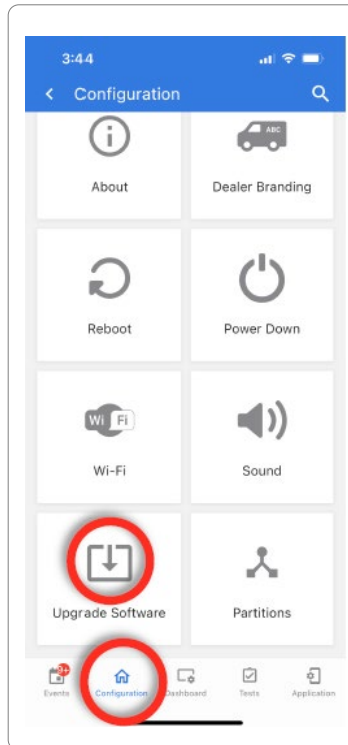 3:44
Configuration
ABC
About Dealer Branding
Reboot Power Down
Wi Fi
Wi-Fi Sound
Upgrade Software Partitions
9+
Events Configuration Dashboard Tests Application